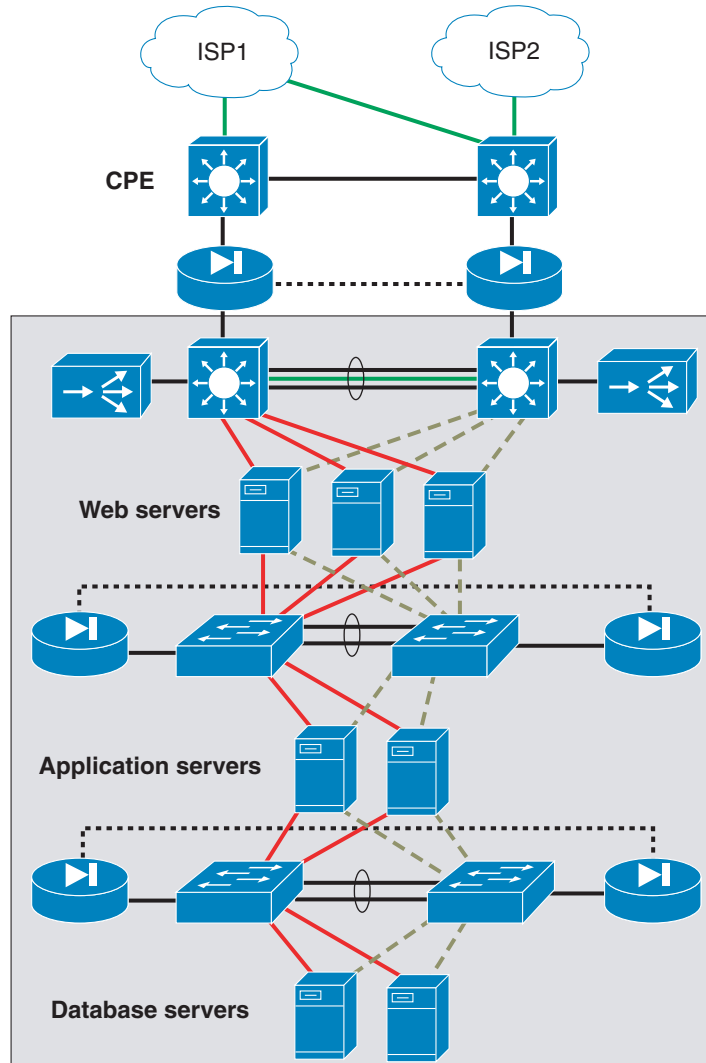 ISP1
ISP2
CPE
Web servers
Application servers
Database servers